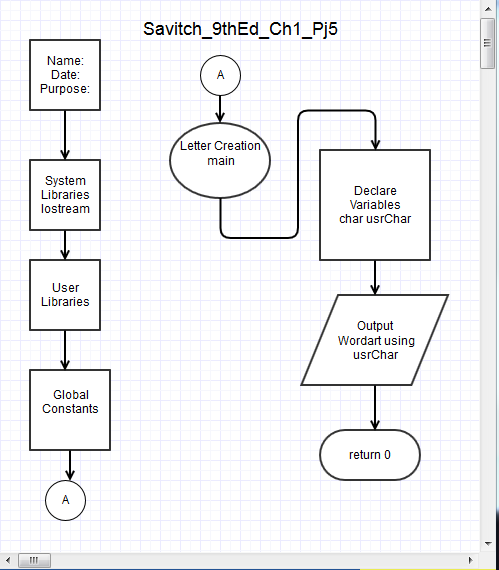 Savitch_9thEd_Ch1_Pj5
Name:
Date:
Purpose:
System
Libraries
Iostream
User
Libraries
Global
Constants
A
A
Letter Creation
main
Declare
Variables
char usrChar
Output
Wordart using
usrChar
return 0